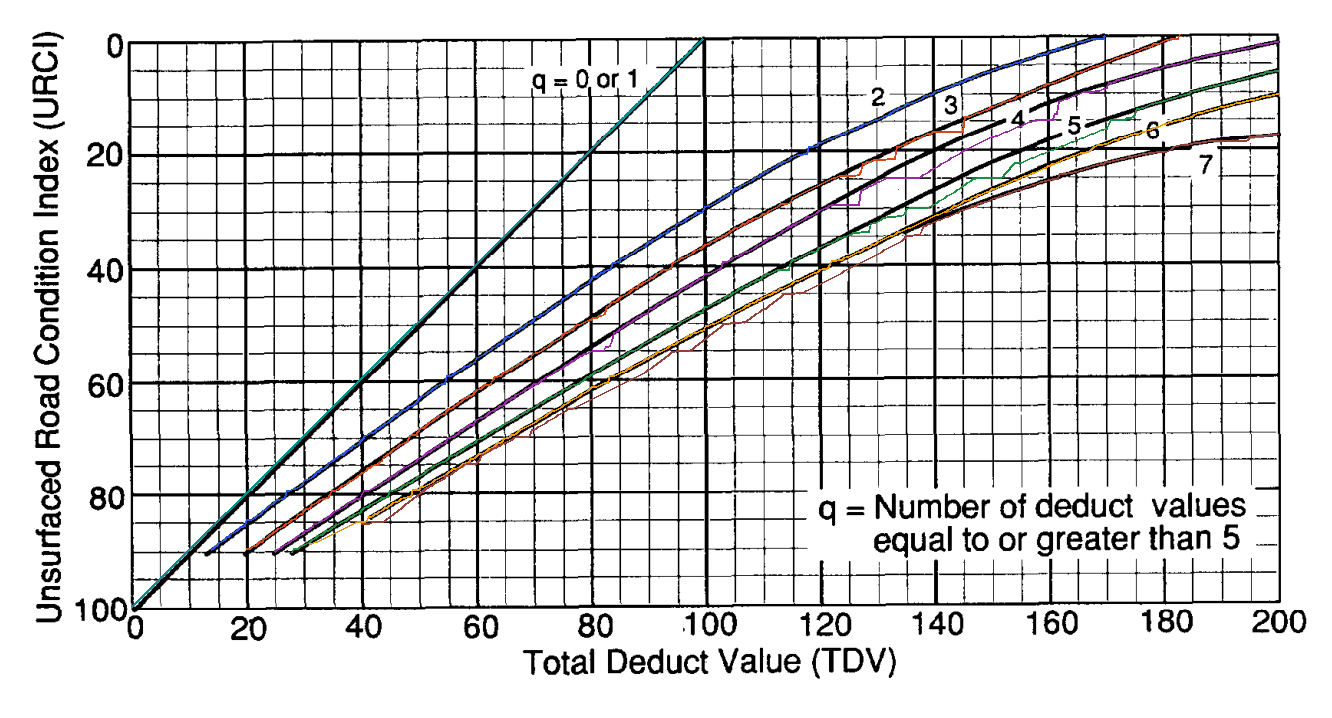 Unsurfaced Road Condition Index (URCI)
0
20
40
60
80
100
q = 0 or 1
2
3
4
5
6
7
q = Number of deduct values
equal to or greater than 5
0 20 40 60 80 100 120 140 160 180 200
Total Deduct Value (TDV)